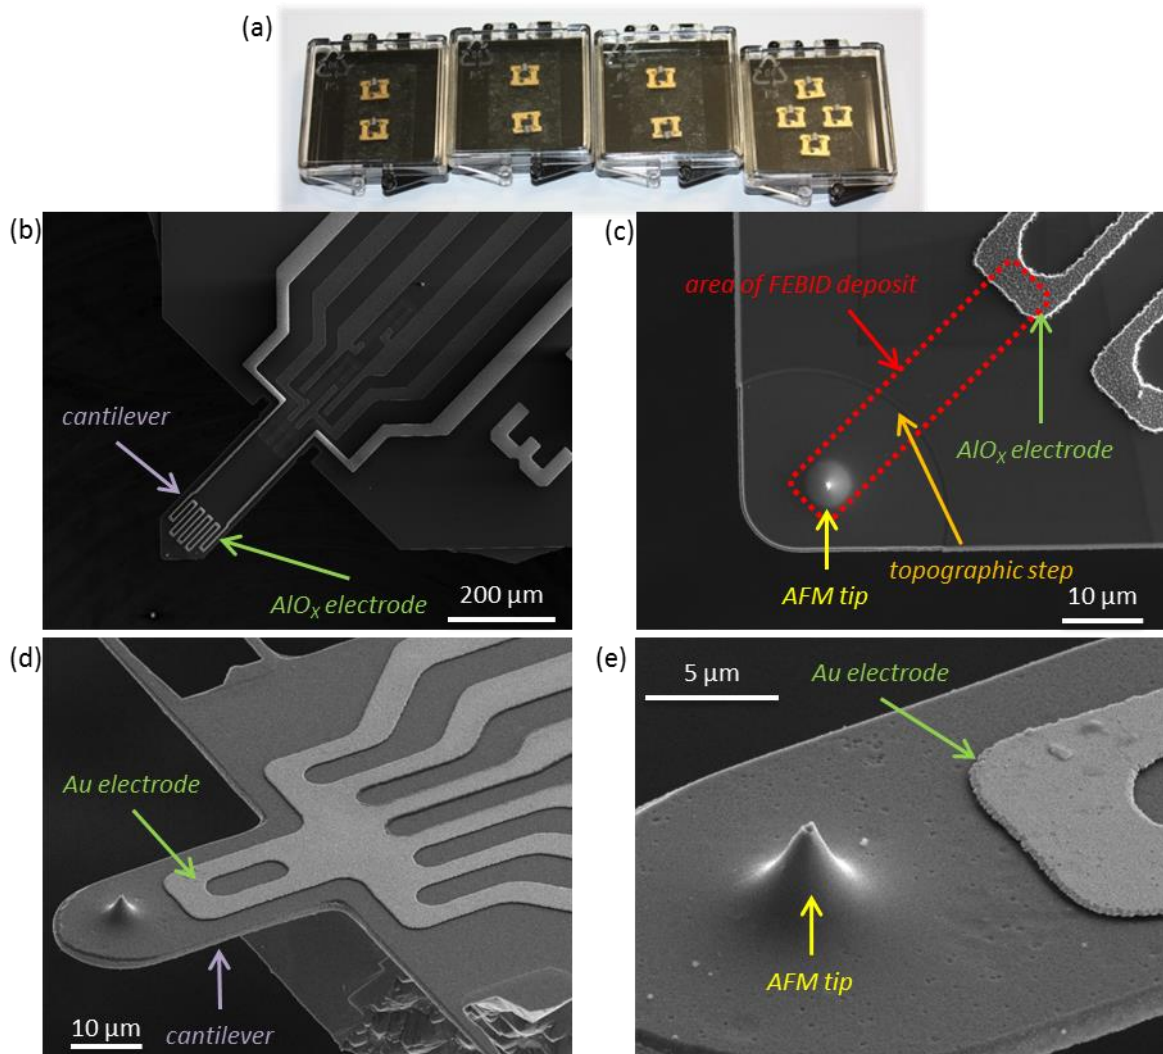 (a)
(b)
cantilever
AlOX electrode
200 µm
(c)
area of FEBID deposit
AlOX electrode
topographic step
AFM tip
10 µm
(d)
Au electrode
cantilever
10 µm
(e)
5 µm
Au electrode
AFM tip